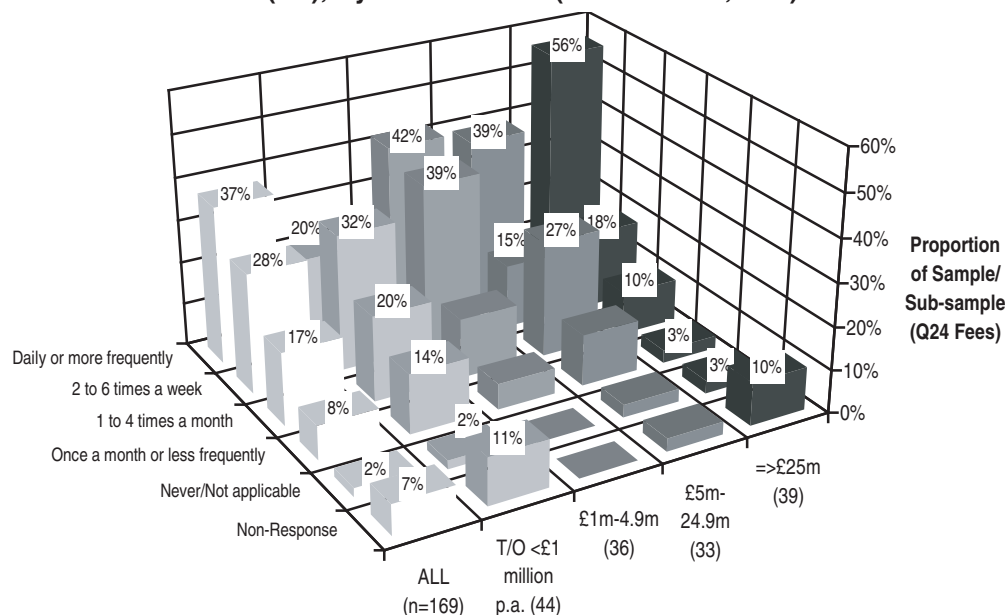 56%
42%
39%
39%
37%
20%
32%
15%
27%
18%
28%
20%
10%
17%
14%
3%
3%
10%
8%
2%
11%
2%
7%
60%
50%
40%
30%
20%
10%
0%
Proportion
of Sample/
Sub-sample
(Q24 Fees)
Daily or more frequently
2 to 6 times a week
1 to 4 times a month
Once a month or less frequently
Never/Not applicable
Non-Response
ALL
(n=169)
T/O <£1
million
p.a. (44)
£1m-4.9m
(36)
£5m-
24.9m
(33)
=>£25m
(39)